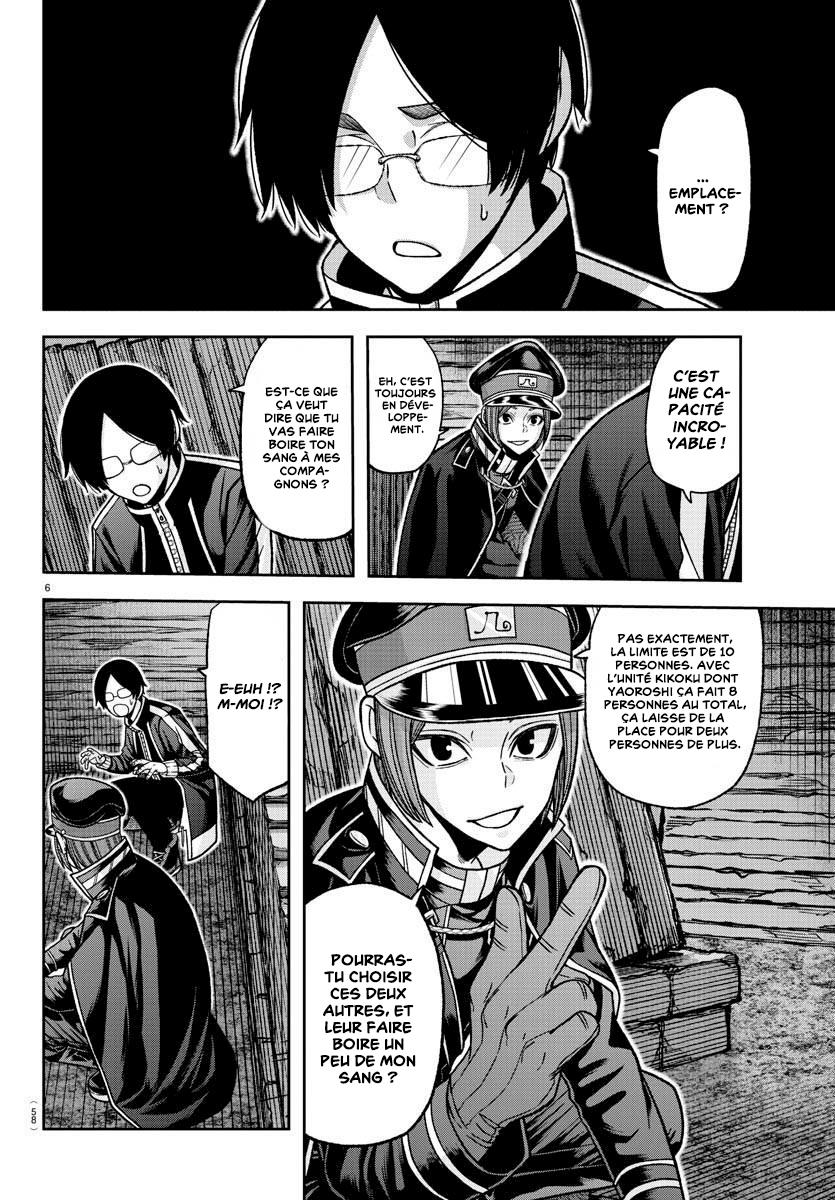 ...
EMPLACE-
MENT ?
C'EST
UNE CA-
PACITÉ
INCRO-
YABLE !
EH, C'EST
TOUJOURS
EN DÉVE-
LOPPE-
MENT.
EST-CE QUE
ÇA VEUT
DIRE QUE TU
VAS FAIRE
BOIRE TON
SANG À MES
COMPA-
GNONS ?
6
PAS EXACTEMENT,
LA LIMITE EST DE 10
PERSONNES. AVEC
L'UNITÉ KIKOKU DONT
YAOROSHI ÇA FAIT 8
PERSONNES AU TOTAL,
ÇA LAISSE DE LA
PLACE POUR DEUX
PERSONNES DE PLUS.
POURRAS-
TU CHOISIR
CES DEUX
AUTRES, ET
LEUR FAIRE
BOIRE UN
PEU DE MON
SANG ?
E-EUH !?
M-MOI !?
(58)